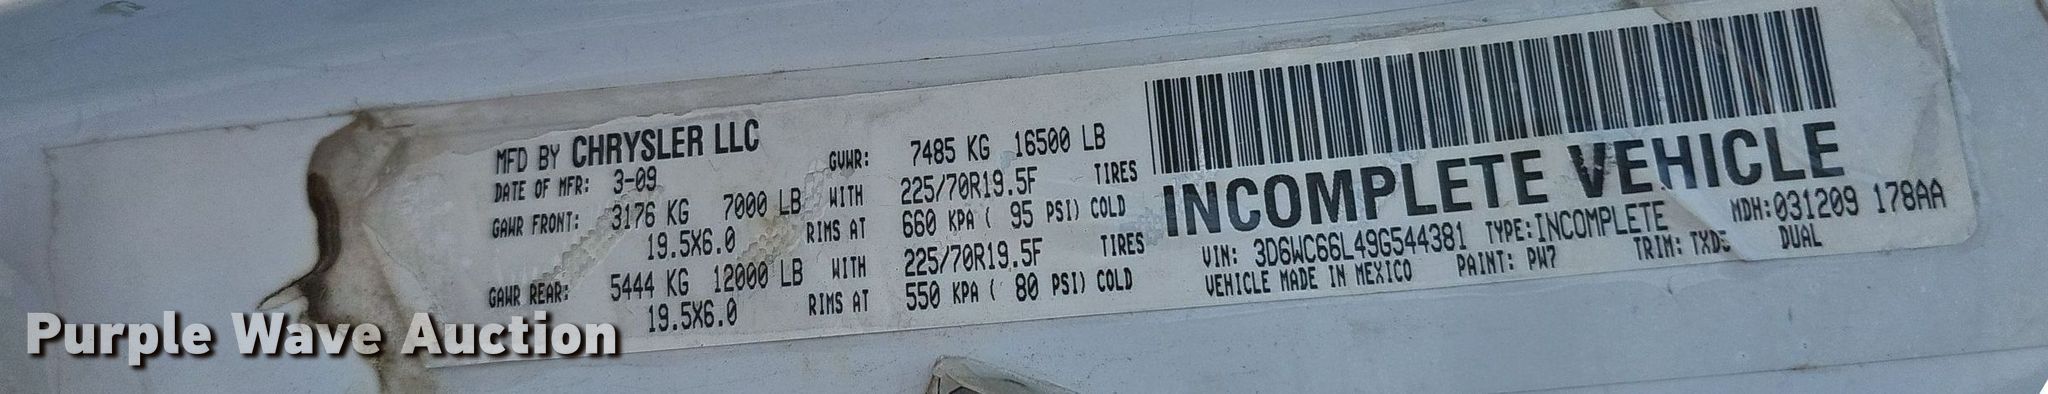 MFD BY CHRYSLER LLC
DATE OF MFR: 3-09 GVWR: 7485 KG 16500 LB
GAWR FRONT: 3176 KG 7000 LB WITH 225/70R19.5F TIRES
19.5X6.0 RIMS AT 660 KPA ( 95 PSI) COLD
GAWR REAR: 5444 KG 12000 LB WITH 225/70R19.5F TIRES
19.5X6.0 RIMS AT 550 KPA ( 80 PSI) COLD
INCOMPLETE VEHICLE
MDH:031209 178AA
VIN: 3D6WC66L49G544381 TYPE:INCOMPLETE DUAL
VEHICLE MADE IN MEXICO PAINT: PW7 TRIM:
Purple Wave Auction